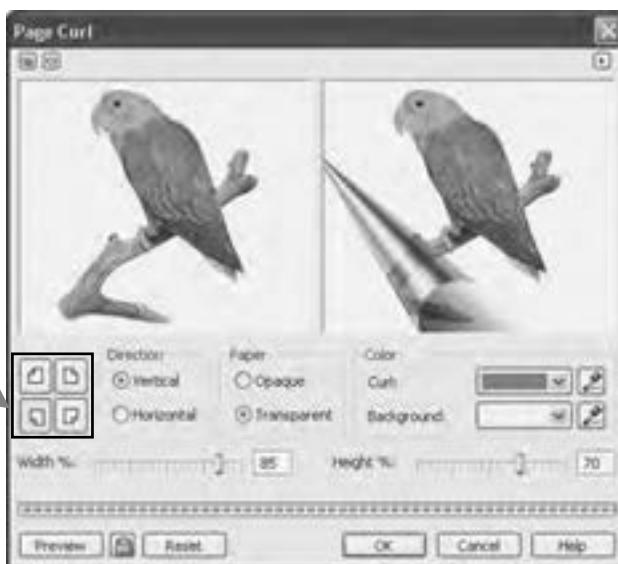 Page Curl
Direction Paper Color
Vertical Opaque Curl:
Horizontal Transparent Background:
Width %: 85 Height %: 70
Preview Reset OK Cancel Help